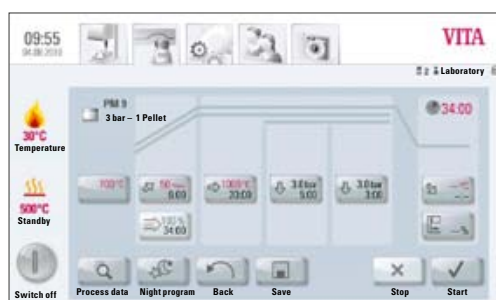 09:55
04.08.2010
VITA
Laboratory
PM 9
3 bar – 1 Pellet
34:00
30°C
Temperature
700°C
50
6:00
20:00
3.0 bar
5:00
3.0 bar
3:00
100 %
34:00
500°C
Standby
Switch off
Process data
Night program
Back
Save
Stop
Start